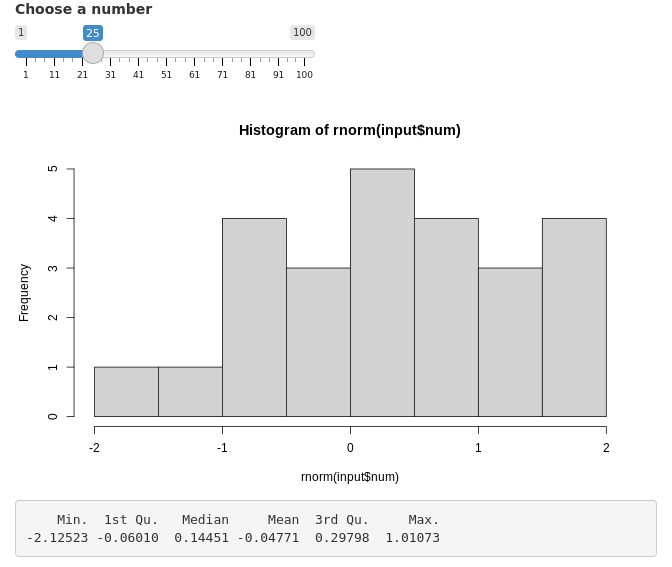 Choose a number
1 25 100
1 11 21 31 41 51 61 71 81 91 100
Histogram of rnorm(input$num)
5
4
3
2
1
0
Frequency
-2 -1 0 1 2
rnorm(input$num)
Min. 1st Qu. Median Mean 3rd Qu. Max.
-2.12523 -0.06010 0.14451 -0.04771 0.29798 1.01073